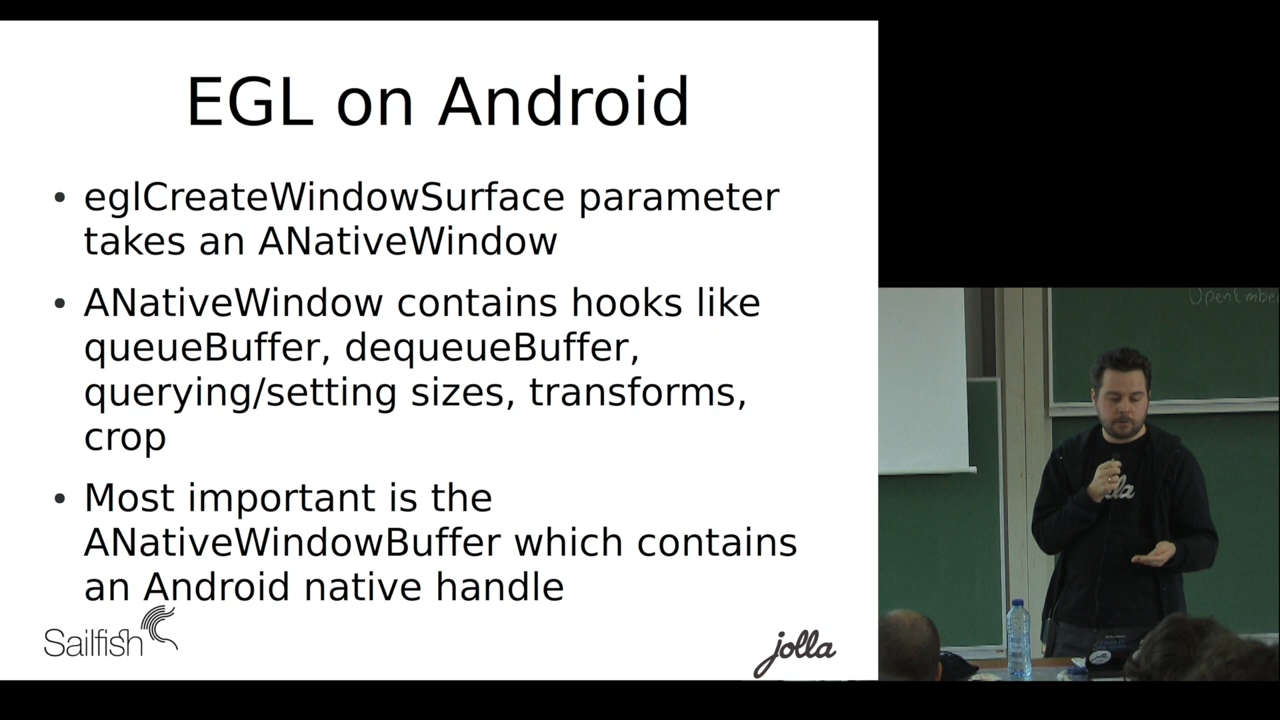 EGL on Android
• eglCreateWindowSurface parameter
takes an ANativeWindow
• ANativeWindow contains hooks like
queueBuffer, dequeueBuffer,
querying/setting sizes, transforms,
crop
• Most important is the
ANativeWindowBuffer which contains
an Android native handle
Sailfish
jolla
OpenEmbe